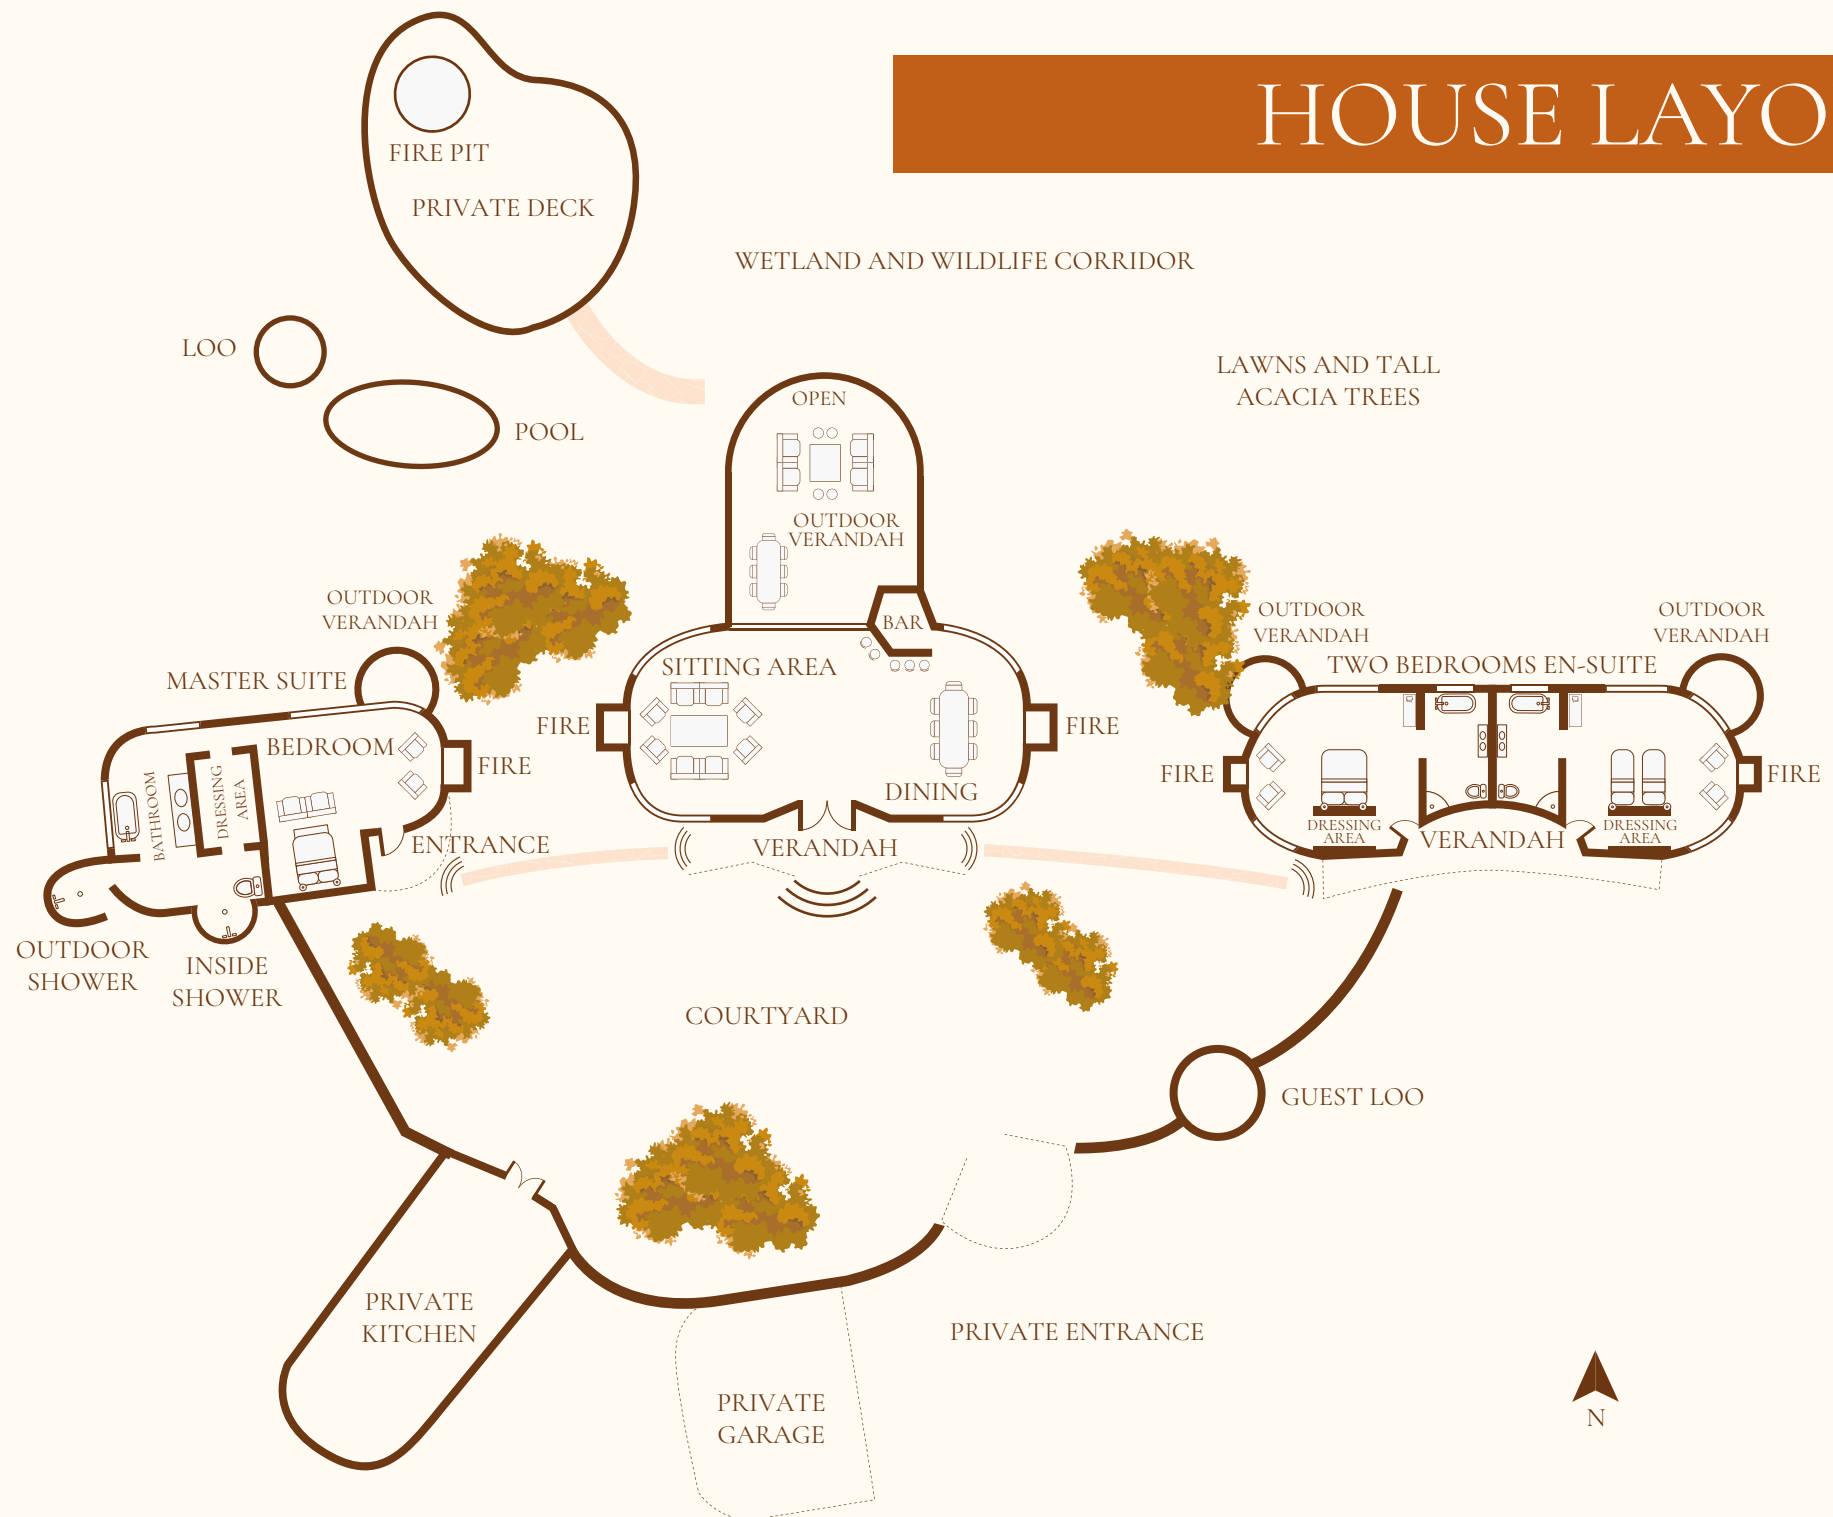 HOUSE LAYO
FIRE PIT
PRIVATE DECK
WETLAND AND WILDLIFE CORRIDOR
LOO
POOL
LAWNS AND TALL
ACACIA TREES
OPEN
OUTDOOR
VERANDAH
BAR
OUTDOOR
VERANDAH
MASTER SUITE
BEDROOM
FIRE
BATHROOM
DRESSING
AREA
ENTRANCE
OUTDOOR
SHOWER
INSIDE
SHOWER
SITTING AREA
FIRE
FIRE
DINING
VERANDAH
OUTDOOR
VERANDAH
OUTDOOR
VERANDAH
TWO BEDROOMS EN-SUITE
FIRE
FIRE
DRESSING
AREA
VERANDAH
DRESSING
AREA
COURTYARD
GUEST LOO
PRIVATE
KITCHEN
PRIVATE ENTRANCE
PRIVATE
GARAGE
N